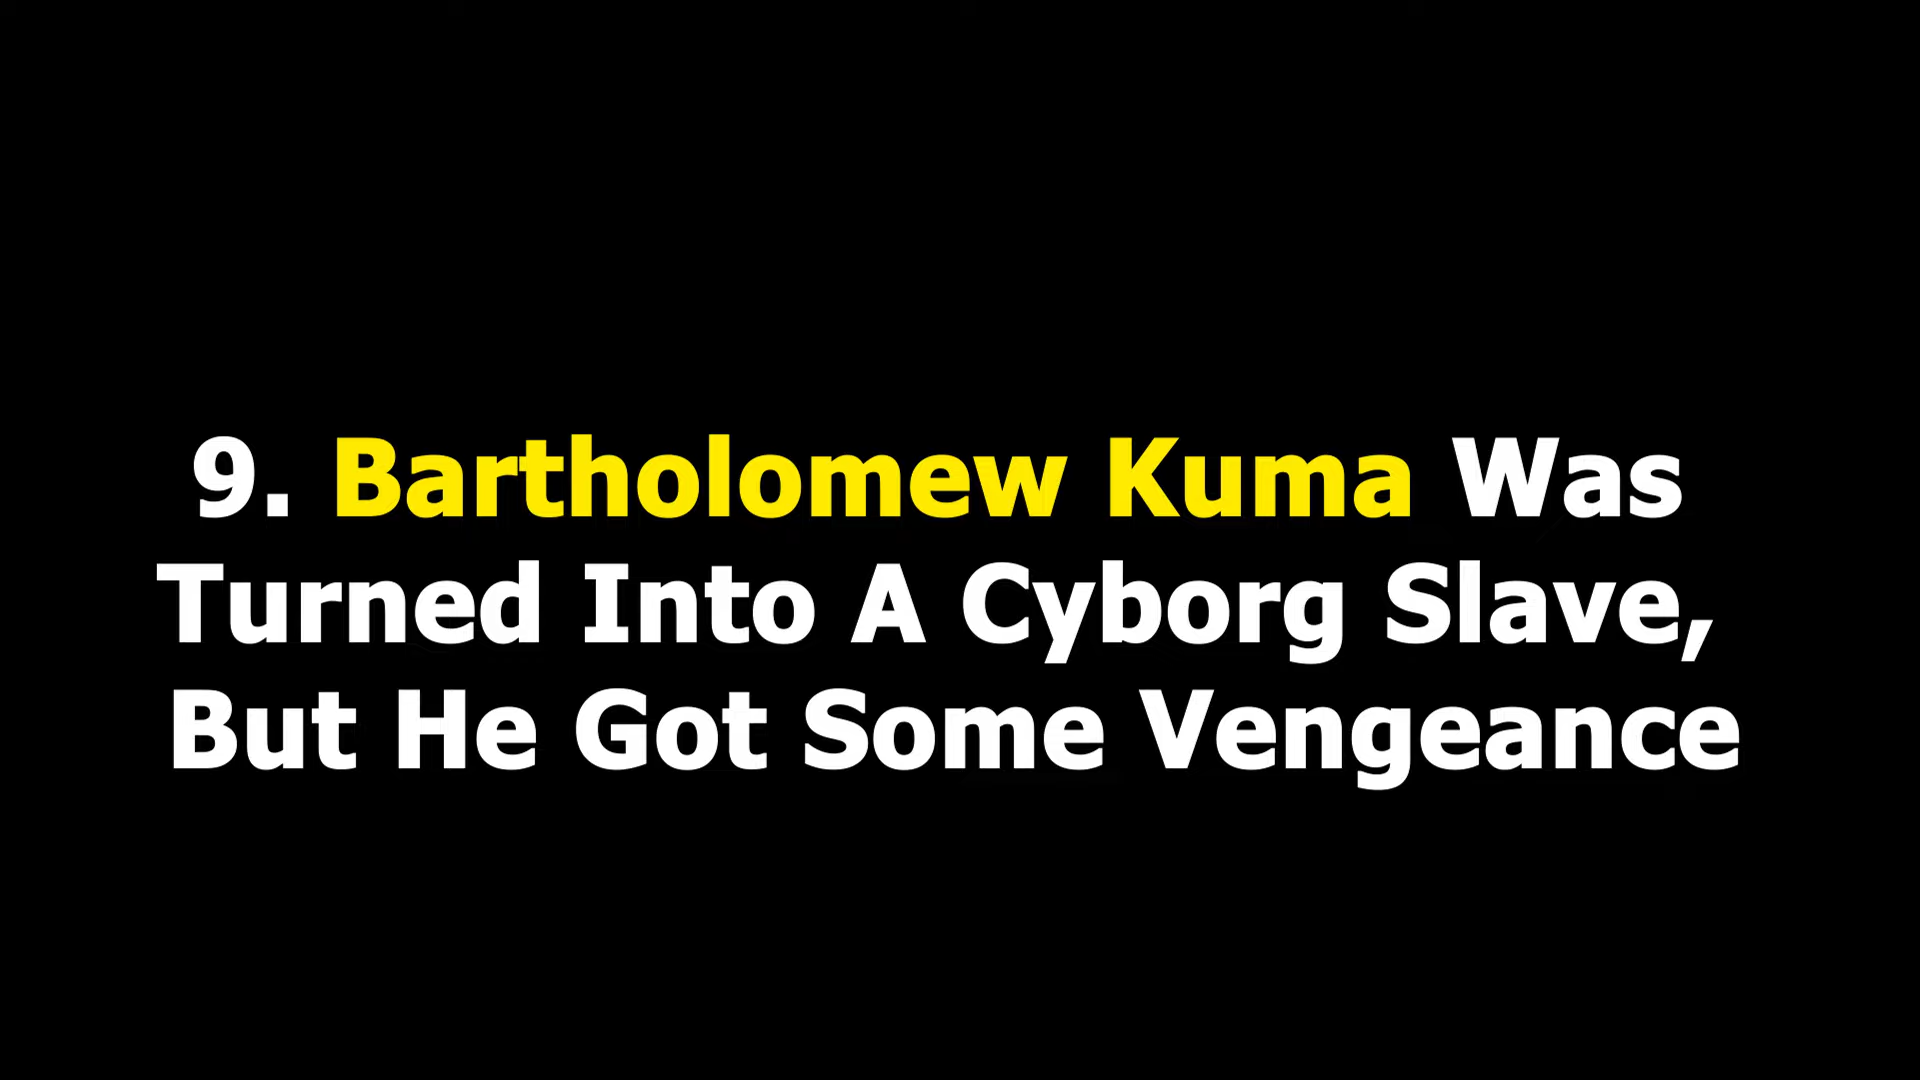 9. Bartholomew Kuma Was
Turned Into A Cyborg Slave,
But He Got Some Vengeance